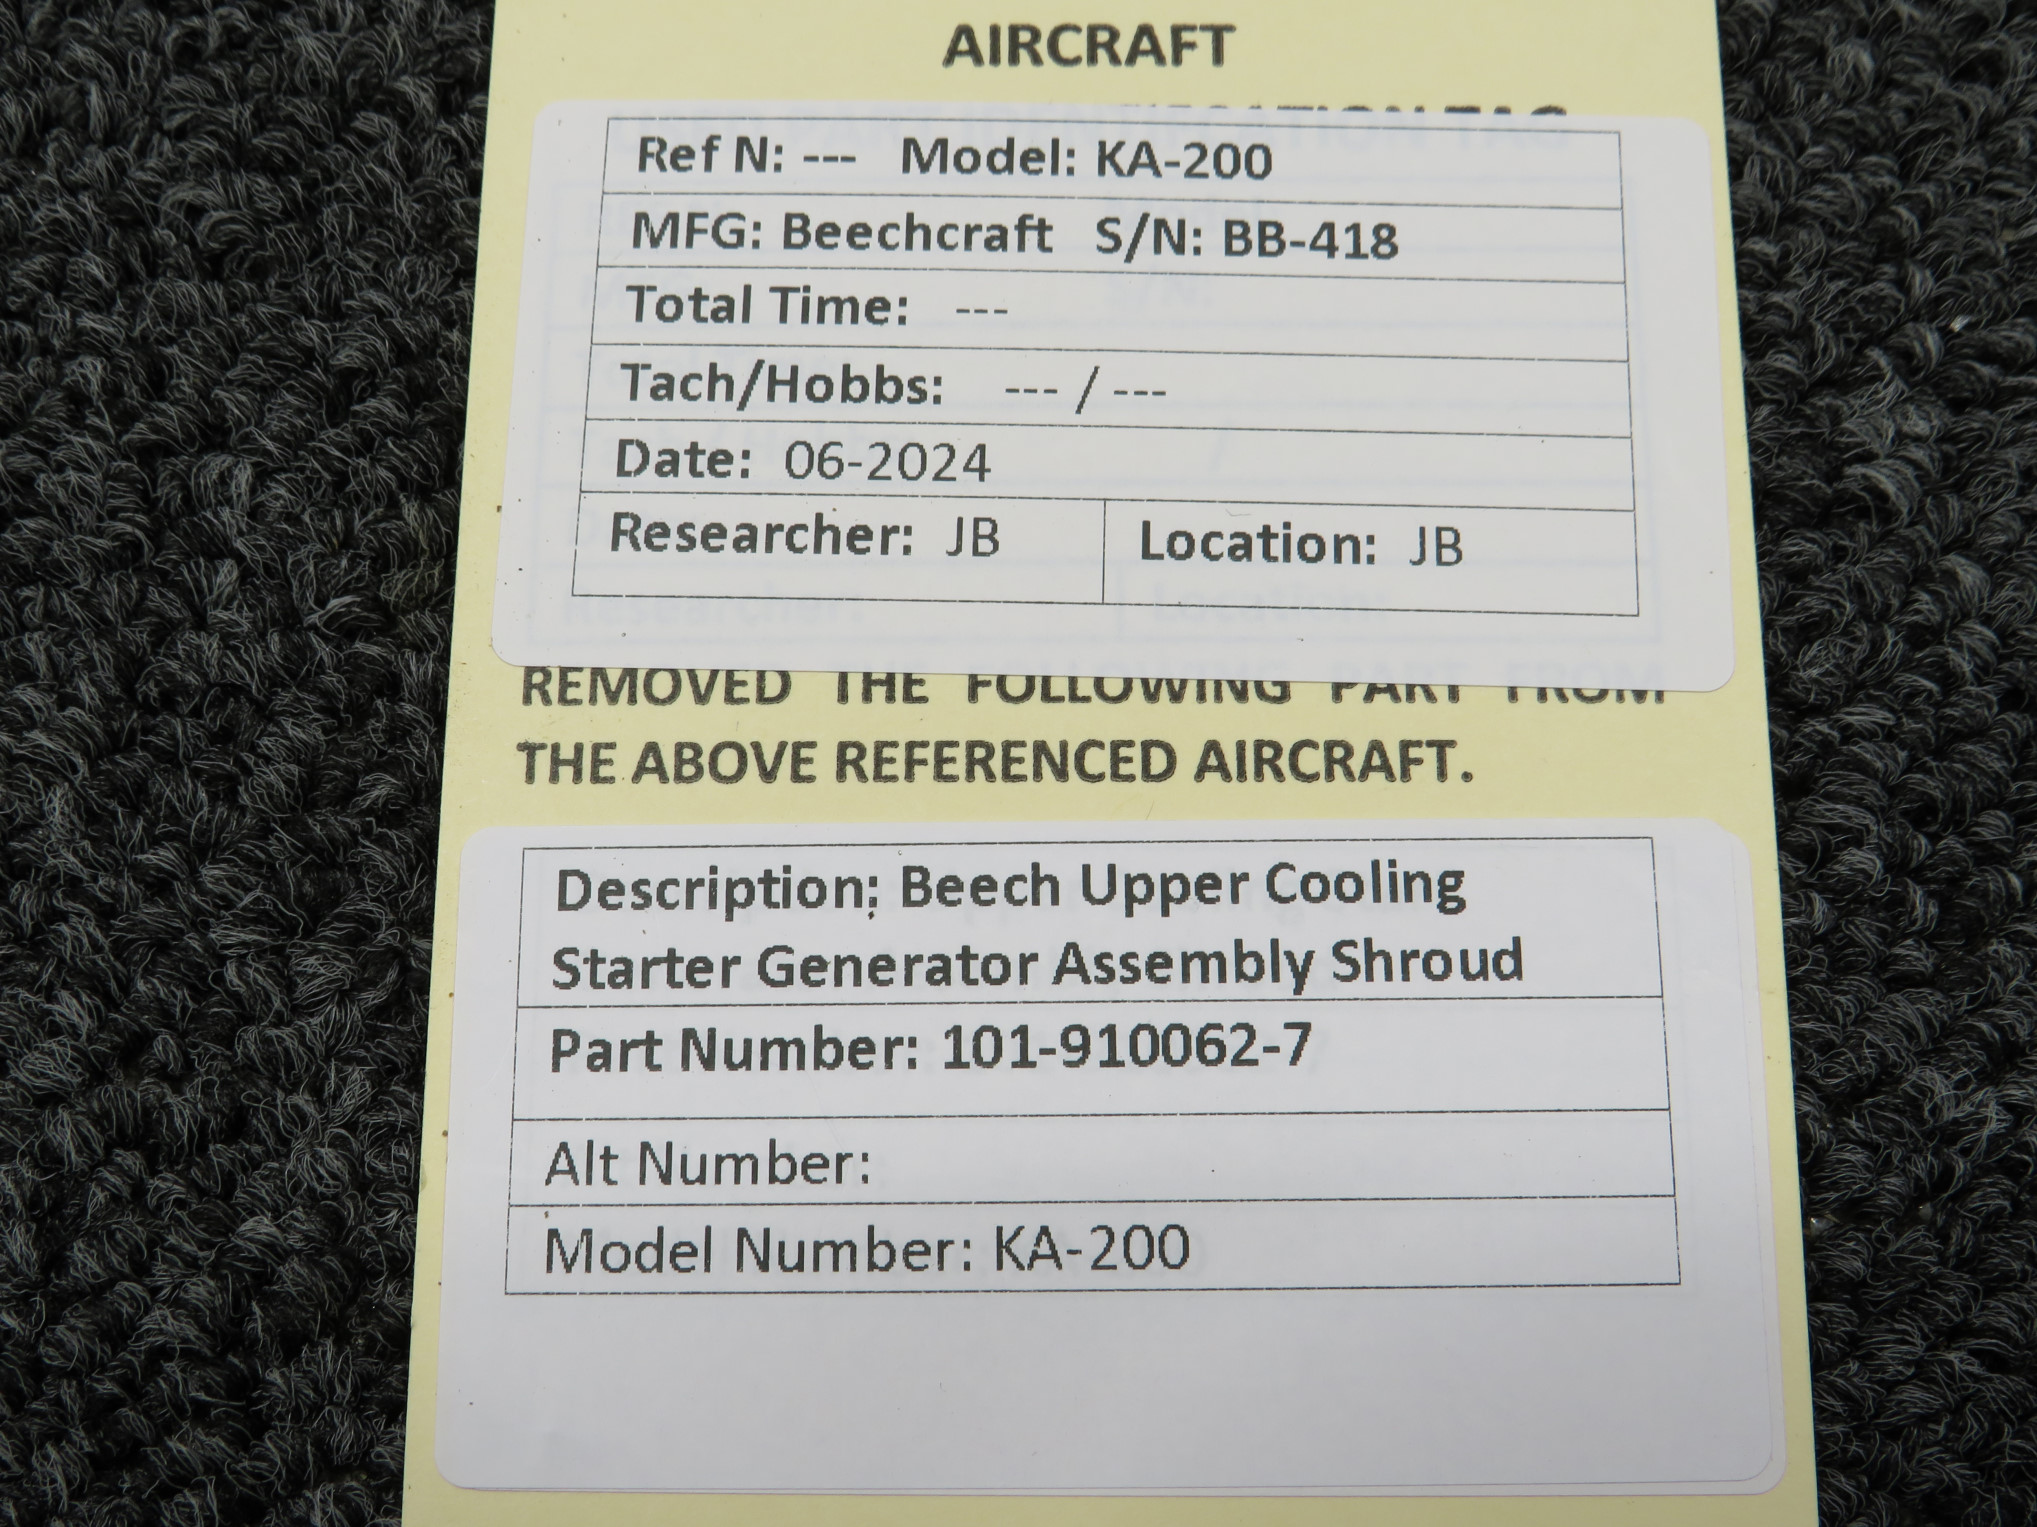 AIRCRAFT
IDENTIFICATION TAG
Ref N: --- Model: KA-200
MFG: Beechcraft S/N: BB-418
Total Time: ---
Tach/Hobbs: --- / ---
Date: 06-2024
Researcher: JB Location: JB
REMOVED THE FOLLOWING PART FROM
THE ABOVE REFERENCED AIRCRAFT.
Description: Beech Upper Cooling
Starter Generator Assembly Shroud
Part Number: 101-910062-7
Alt Number:
Model Number: KA-200